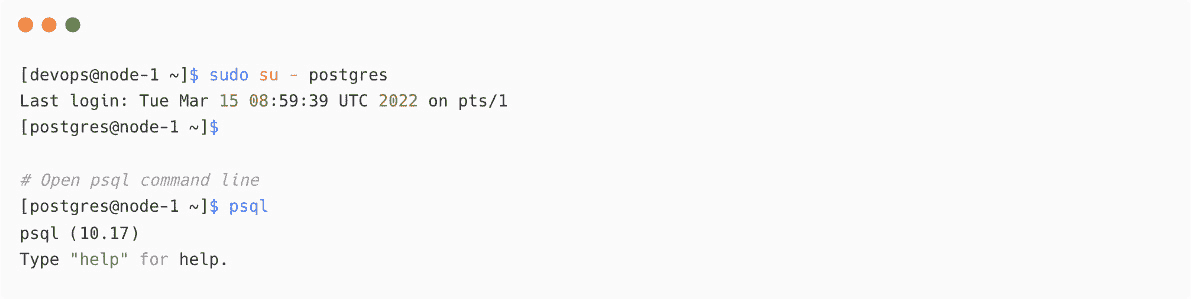 [devops@node-1 ~]$ sudo su - postgres
Last login: Tue Mar 15 08:59:39 UTC 2022 on pts/1
[postgres@node-1 ~]$
# Open psql command line
[postgres@node-1 ~]$ psql
psql (10.17)
Type "help" for help.